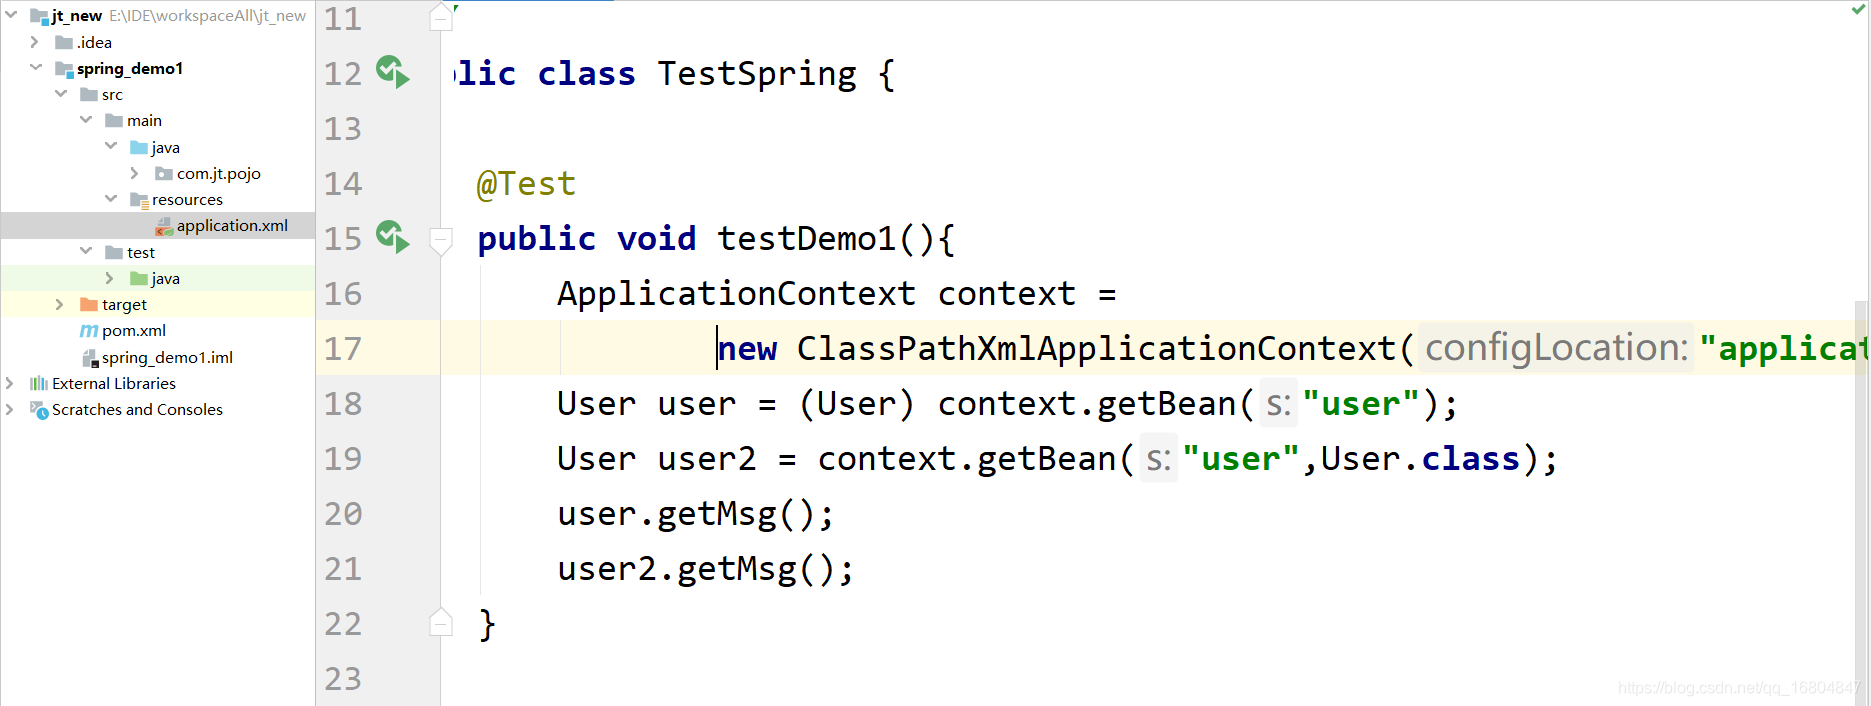 jt_new E:\IDE\workspaceAll\jt_new
.idea
spring_demo1
src
main
java
com.jt.pojo
resources
application.xml
test
java
target
pom.xml
spring_demo1.iml
External Libraries
Scratches and Consoles
11
12 blic class TestSpring {
13
14 @Test
15 public void testDemo1(){
16 ApplicationContext context =
17 new ClassPathXmlApplicationContext( configLocation: "applicat
18 User user = (User) context.getBean( s: "user");
19 User user2 = context.getBean( s: "user",User.class);
20 user.getMsg();
21 user2.getMsg();
22 }
23
https://blog.csdn.net/qq_16804847